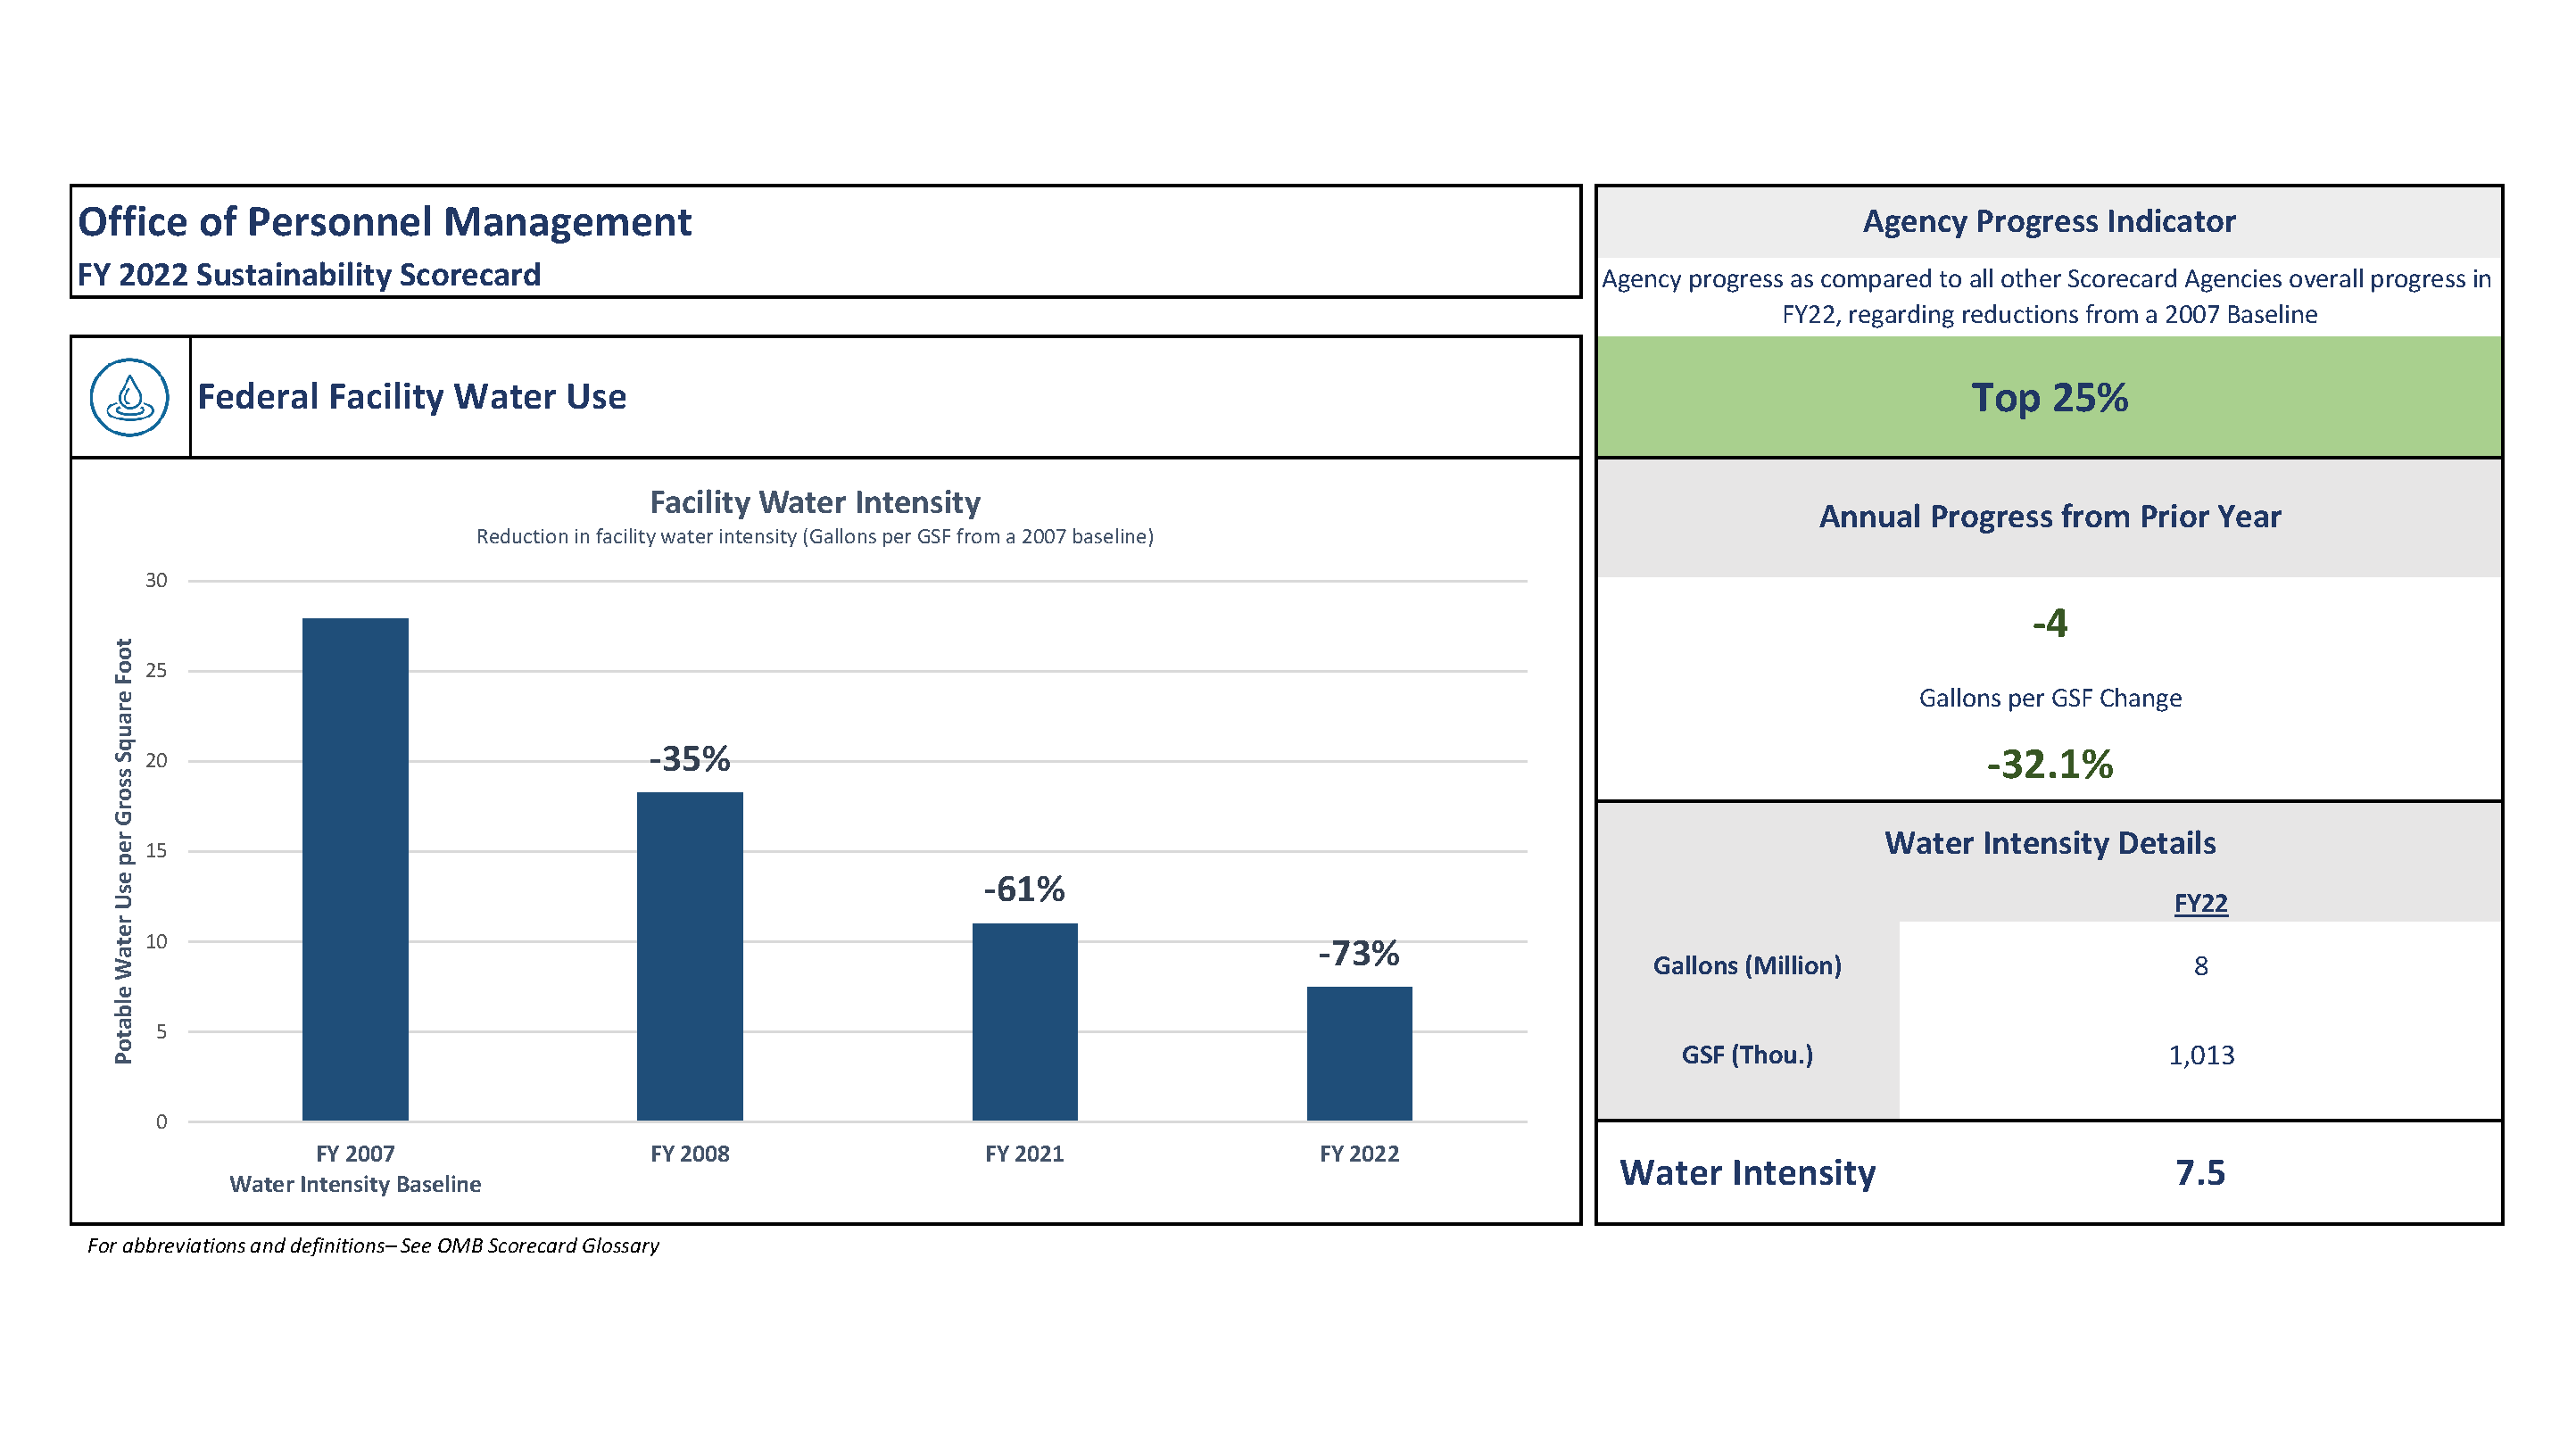 Office of Personnel Management
FY 2022 Sustainability Scorecard
Federal Facility Water Use
Facility Water Intensity
Reduction in facility water intensity (Gallons per GSF from a 2007 baseline)
Potable Water Use per Gross Square Foot
30
25
20
15
10
5
0
-35%
-61%
-73%
FY 2007
Water Intensity Baseline
FY 2008
FY 2021
FY 2022
For abbreviations and definitions– See OMB Scorecard Glossary
Agency Progress Indicator
Agency progress as compared to all other Scorecard Agencies overall progress in
FY22, regarding reductions from a 2007 Baseline
Top 25%
Annual Progress from Prior Year
-4
Gallons per GSF Change
-32.1%
Water Intensity Details
FY22
Gallons (Million) 8
GSF (Thou.) 1,013
Water Intensity 7.5